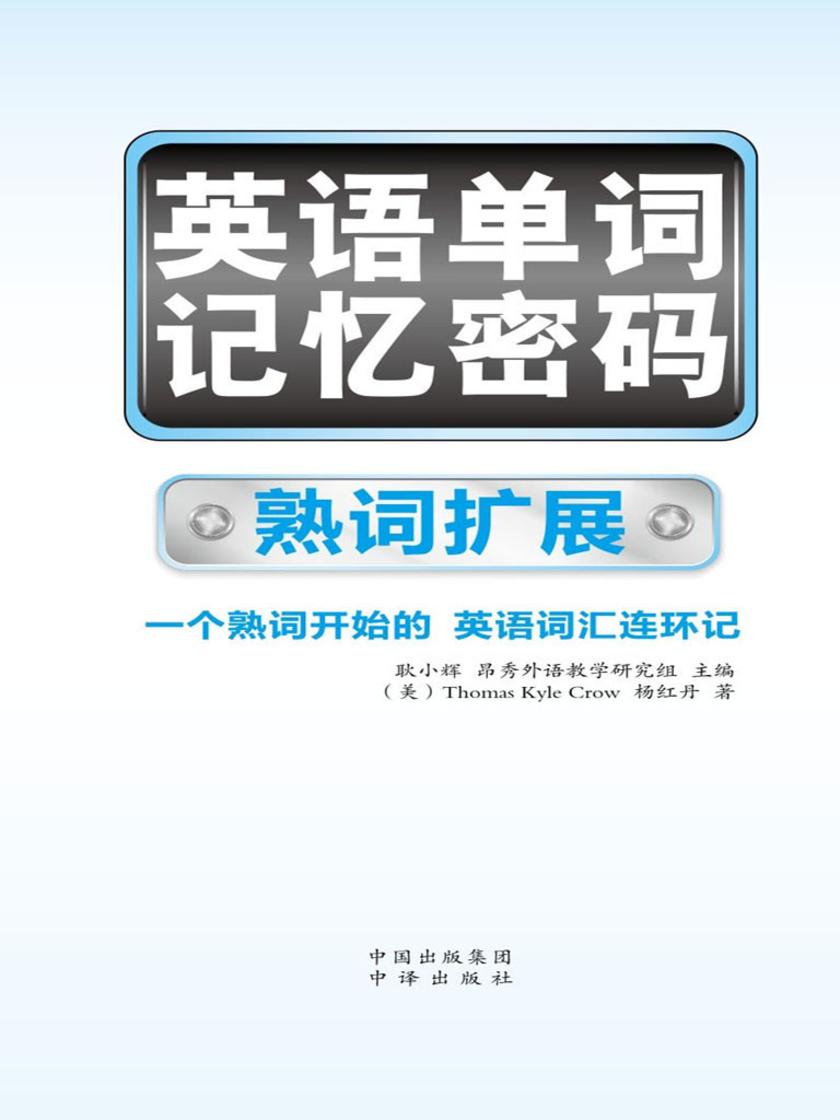 英语单词
记忆密码
熟词扩展
一个熟词开始的 英语词汇连环记
耿小辉 昂秀外语教学研究组 主编
（美）Thomas Kyle Crow 杨红丹 著
中国出版集团
中译出版社